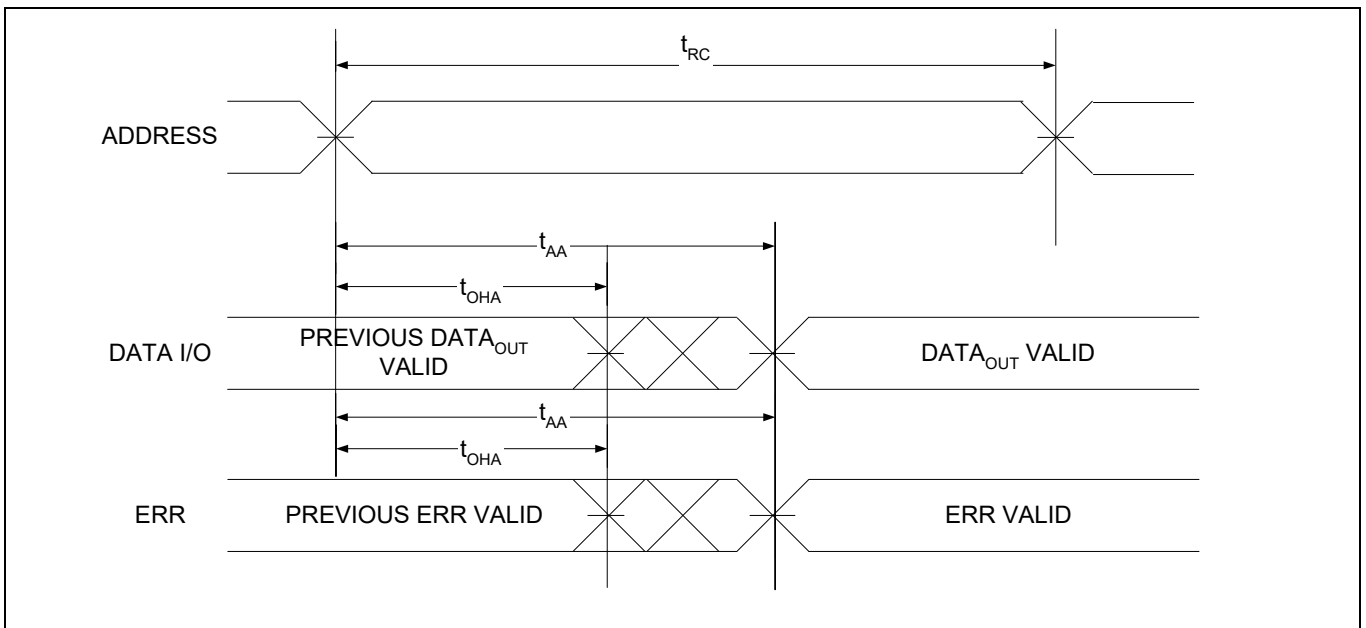 tRC
ADDRESS
tAA
tOHA
DATA I/O
PREVIOUS DATAOUT
VALID
DATAOUT VALID
tAA
tOHA
ERR
PREVIOUS ERR VALID
ERR VALID